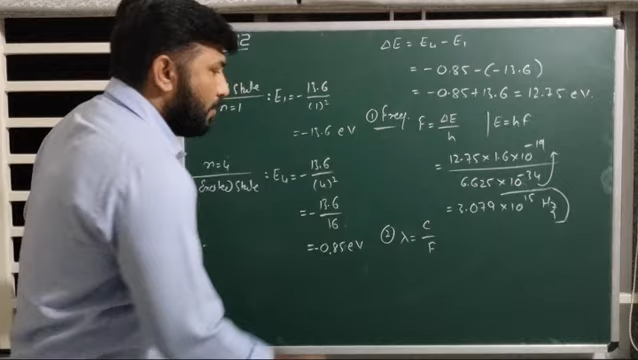 12
ΔE = E₄ - E₁
= -0.85 - (-13.6)
= -0.85 + 13.6 = 12.75 eV.
State
n=1 : E₁ = - 13.6 / (1)²
= -13.6 eV
① Freq. F = ΔE / h | E = hf
= 12.75 × 1.6 × 10⁻¹⁹ / 6.625 × 10⁻³⁴
= 3.079 × 10¹⁵ Hz
n=4 : E₄ = - 13.6 / (4)²
= - 13.6 / 16
= -0.85 eV
② λ = C / F